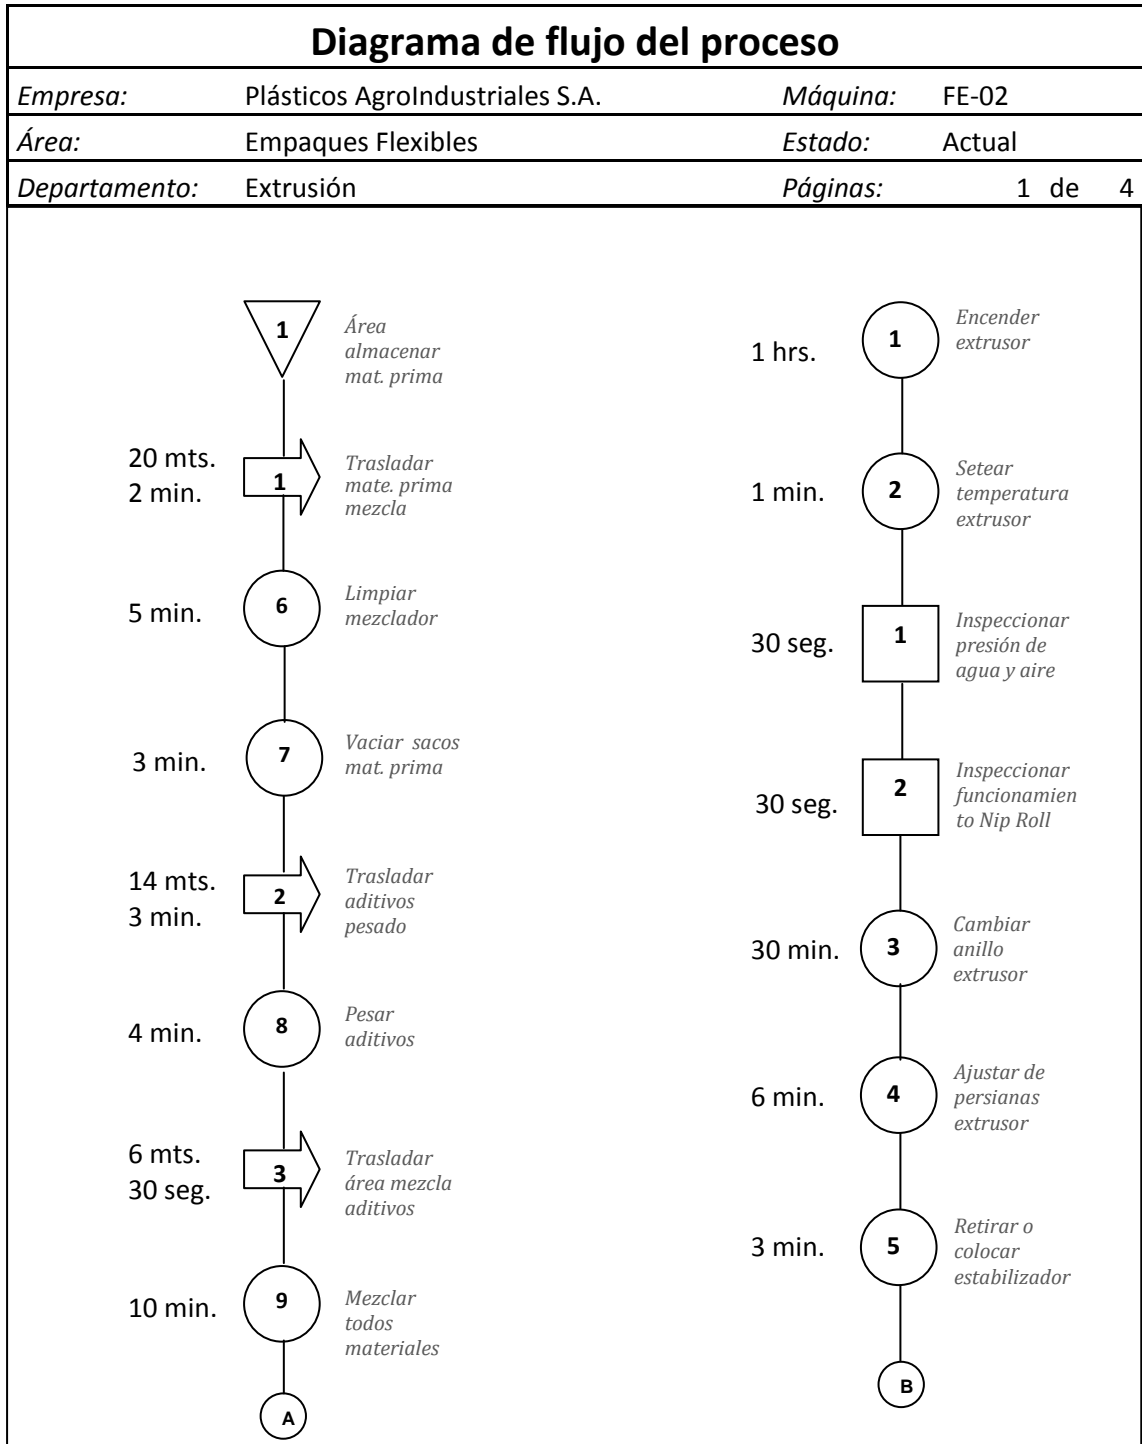 Diagrama de flujo del proceso
Empresa: Plásticos AgroIndustriales S.A. Máquina: FE-02
Área: Empaques Flexibles Estado: Actual
Departamento: Extrusión Páginas: 1 de 4
1
Área
almacenar
mat. prima
20 mts.
2 min.
1
Trasladar
mate. prima
mezcla
5 min.
6
Limpiar
mezclador
3 min.
7
Vaciar sacos
mat. prima
14 mts.
3 min.
2
Trasladar
aditivos
pesado
4 min.
8
Pesar
aditivos
6 mts.
30 seg.
3
Trasladar
área mezcla
aditivos
10 min.
9
Mezclar
todos
materiales
A
1 hrs.
1
Encender
extrusor
1 min.
2
Setear
temperatura
extrusor
30 seg.
1
Inspeccionar
presión de
agua y aire
30 seg.
2
Inspeccionar
funcionamien
to Nip Roll
30 min.
3
Cambiar
anillo
extrusor
6 min.
4
Ajustar de
persianas
extrusor
3 min.
5
Retirar o
colocar
estabilizador
B